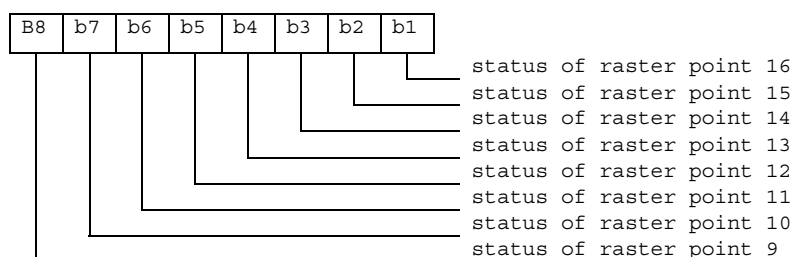 B8 b7 b6 b5 b4 b3 b2 b1
status of raster point 16
status of raster point 15
status of raster point 14
status of raster point 13
status of raster point 12
status of raster point 11
status of raster point 10
status of raster point 9